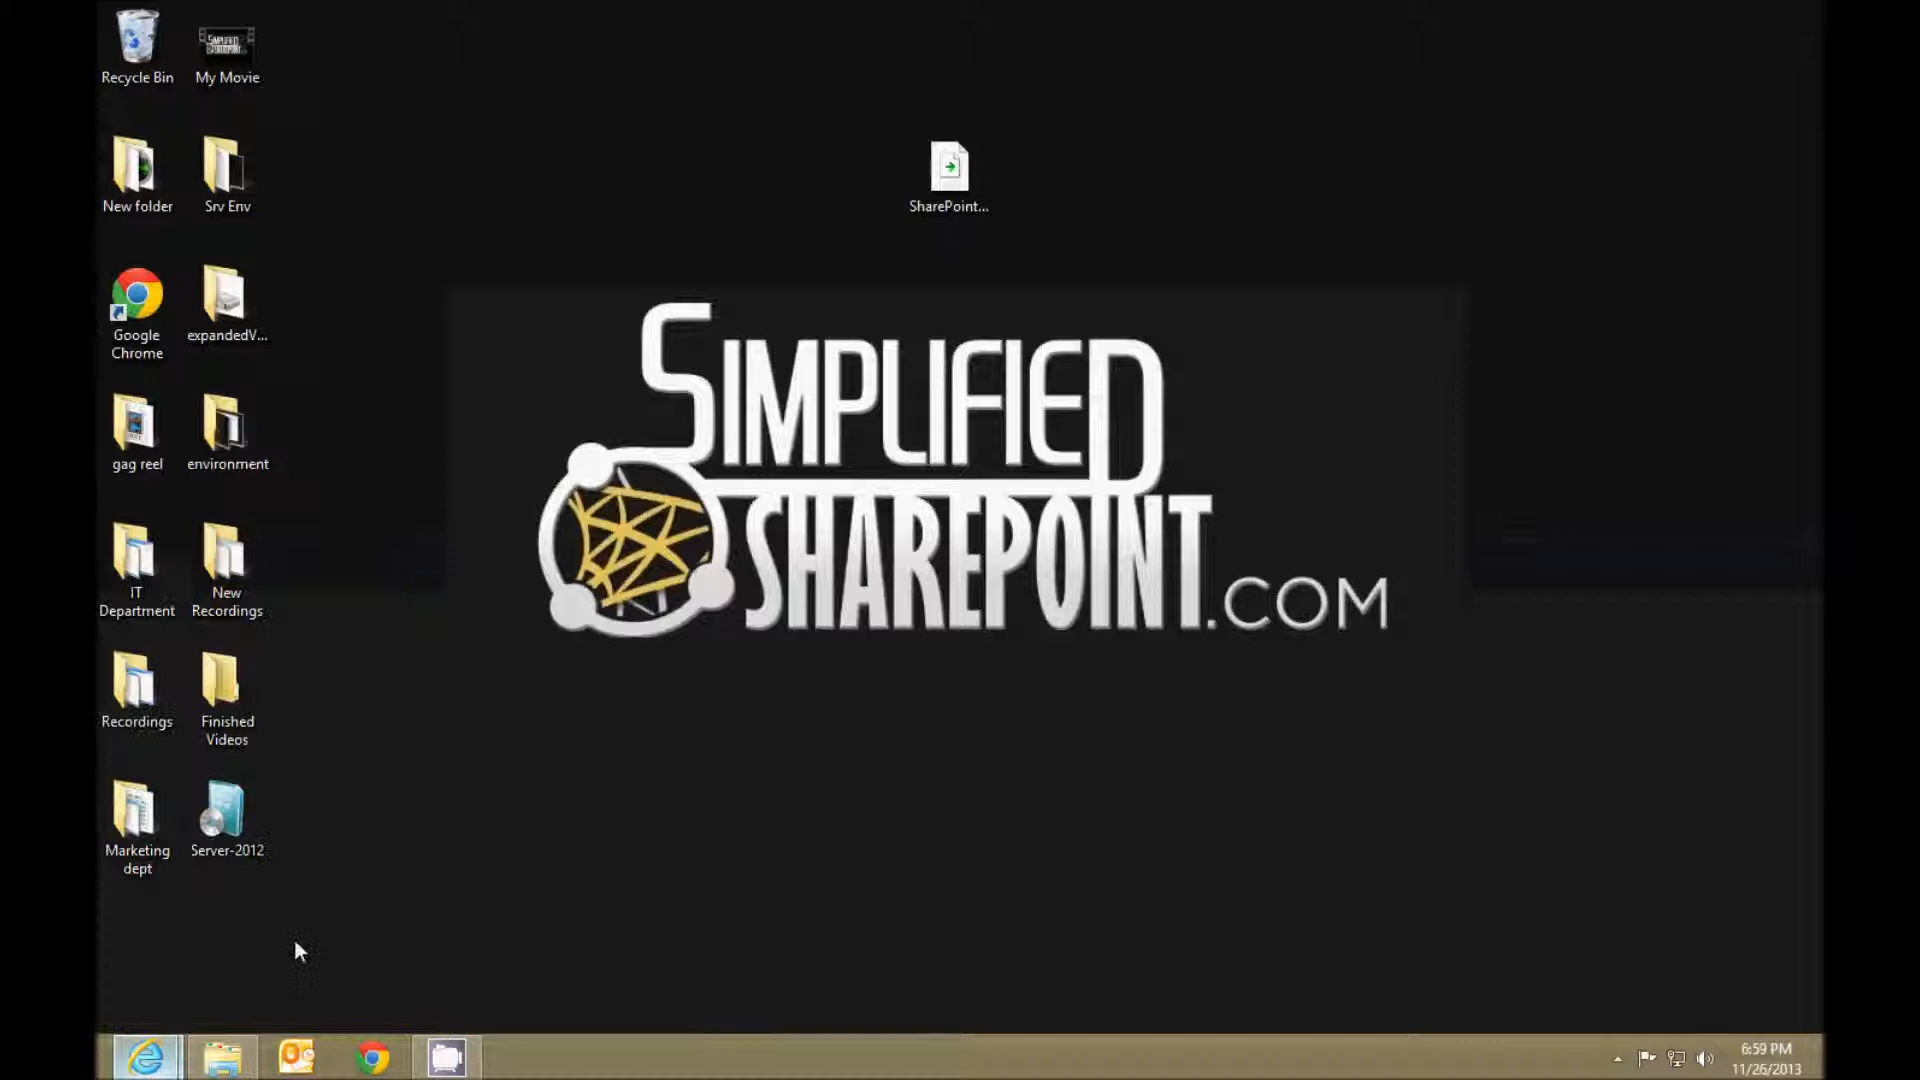 Recycle Bin
My Movie
New folder
Srv Env
SharePoint...
Google
Chrome
expandedV...
gag reel
environment
IT
Department
New
Recordings
Recordings
Finished
Videos
Marketing
dept
Server-2012
SIMPLIFIED
SHAREPOINT.COM
6:59 PM
11/26/2013